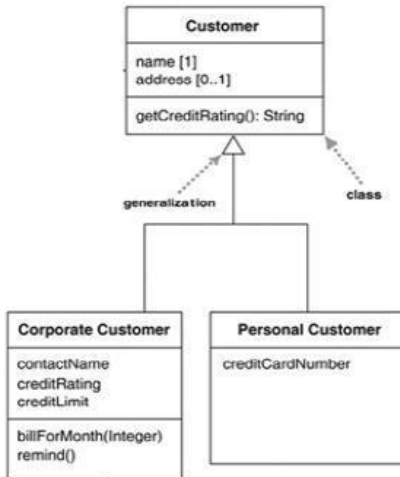 Customer
name [1]
address [0..1]
getCreditRating(): String
generalization
class
Corporate Customer
contactName
creditRating
creditLimit
billForMonth(Integer)
remind()
Personal Customer
creditCardNumber